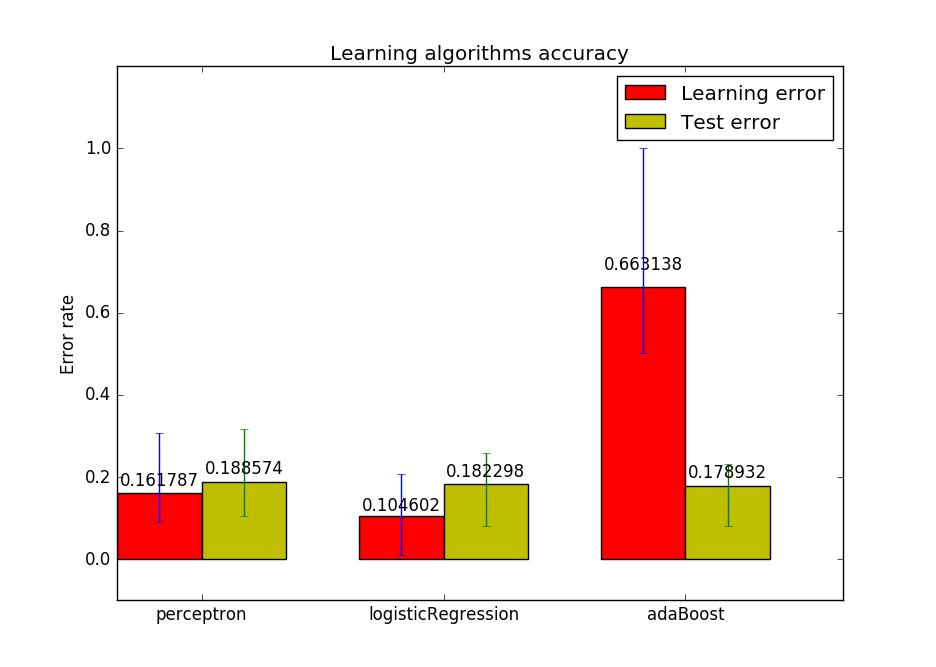 Learning algorithms accuracy
Learning error
Test error
1.0
0.8
0.6
0.4
0.2
0.0
Error rate
0.161787
0.188574
0.104602
0.182298
0.663138
0.178932
perceptron
logisticRegression
adaBoost